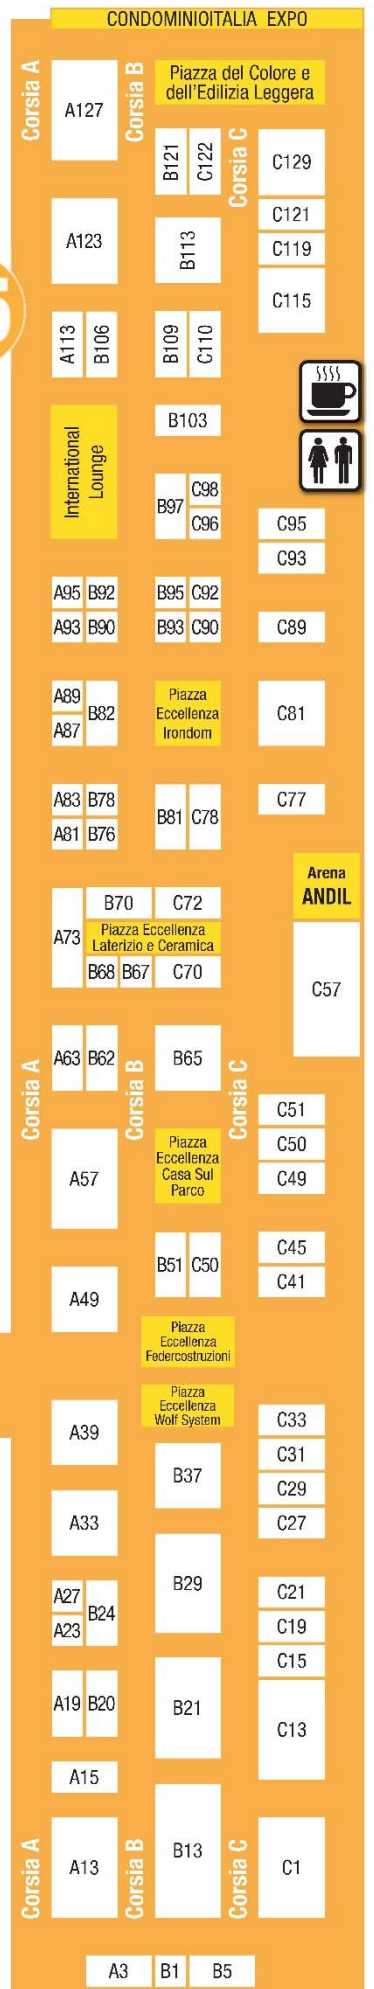 CONDOMINIOITALIA EXPO
Corsia A
Corsia B
Piazza del Colore e
dell'Edilizia Leggera
A127
B121
C122
Corsia C
C129
A123
B113
C121
C119
C115
A113
B106
B109
C110
International
Lounge
B103
B97
C98
C96
C95
C93
A95
B92
B95
C92
A93
B90
B93
C90
C89
A89
A87
B82
Piazza
Eccellenza
Irondom
C81
A83
B78
A81
B76
B81
C78
C77
Arena
ANDIL
A73
B70
C72
Piazza Eccellenza
Laterizio e Ceramica
B68
B67
C70
C57
Corsia A
A63
B62
Corsia B
B65
Corsia C
C51
C50
C49
A57
Piazza
Eccellenza
Casa Sul
Parco
B51
C50
C45
C41
A49
Piazza
Eccellenza
Federcostruzioni
Piazza
Eccellenza
Wolf System
A39
B37
C33
C31
C29
C27
A33
B29
A27
A23
B24
C21
C19
C15
A19
B20
B21
C13
A15
Corsia A
A13
Corsia B
B13
Corsia C
C1
A3
B1
B5